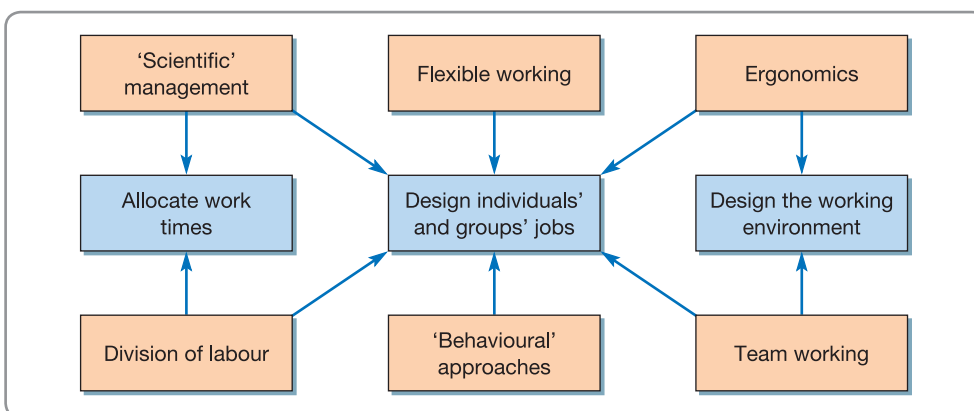 ‘Scientific’
management
Flexible working
Ergonomics
Allocate work
times
Design individuals’
and groups’ jobs
Design the working
environment
Division of labour
‘Behavioural’
approaches
Team working